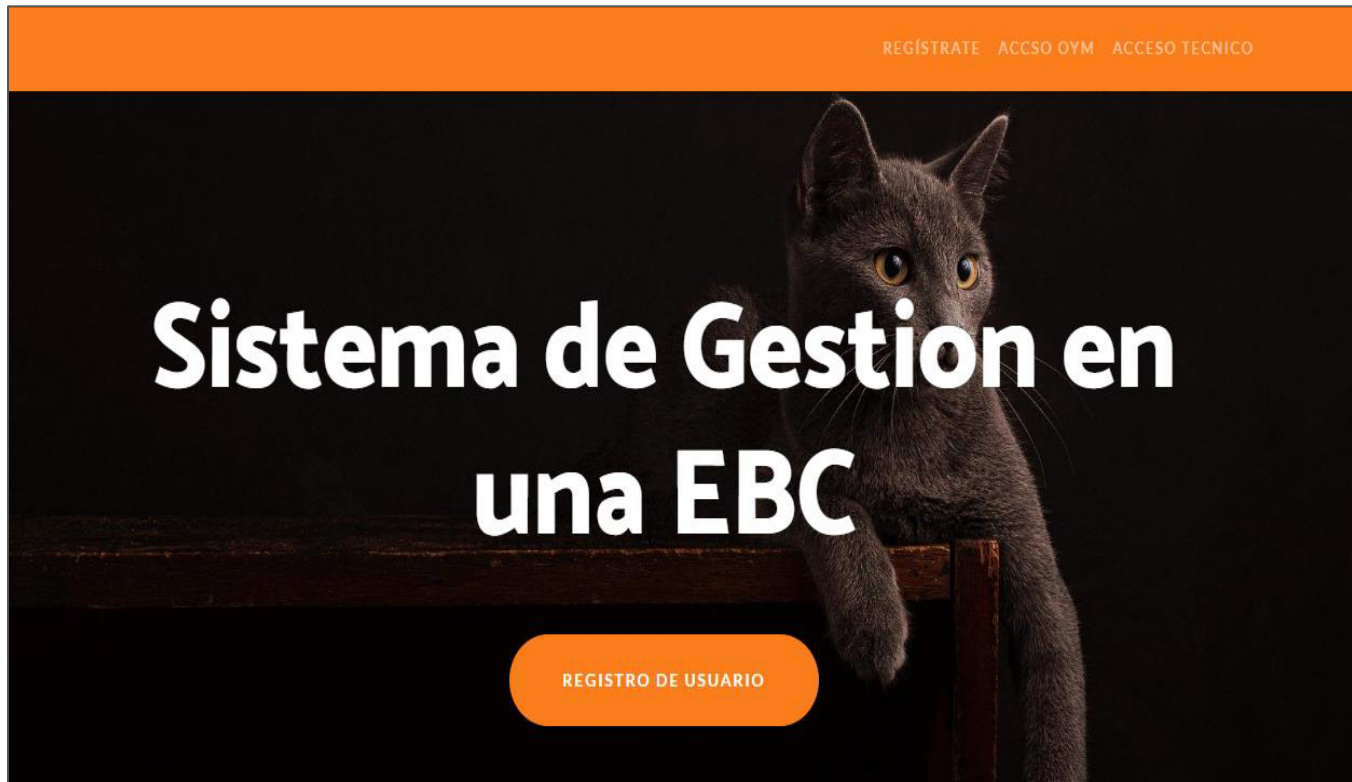 REGÍSTRATE ACCSO OYM ACCESO TECNICO
Sistema de Gestion en
una EBC
REGISTRO DE USUARIO